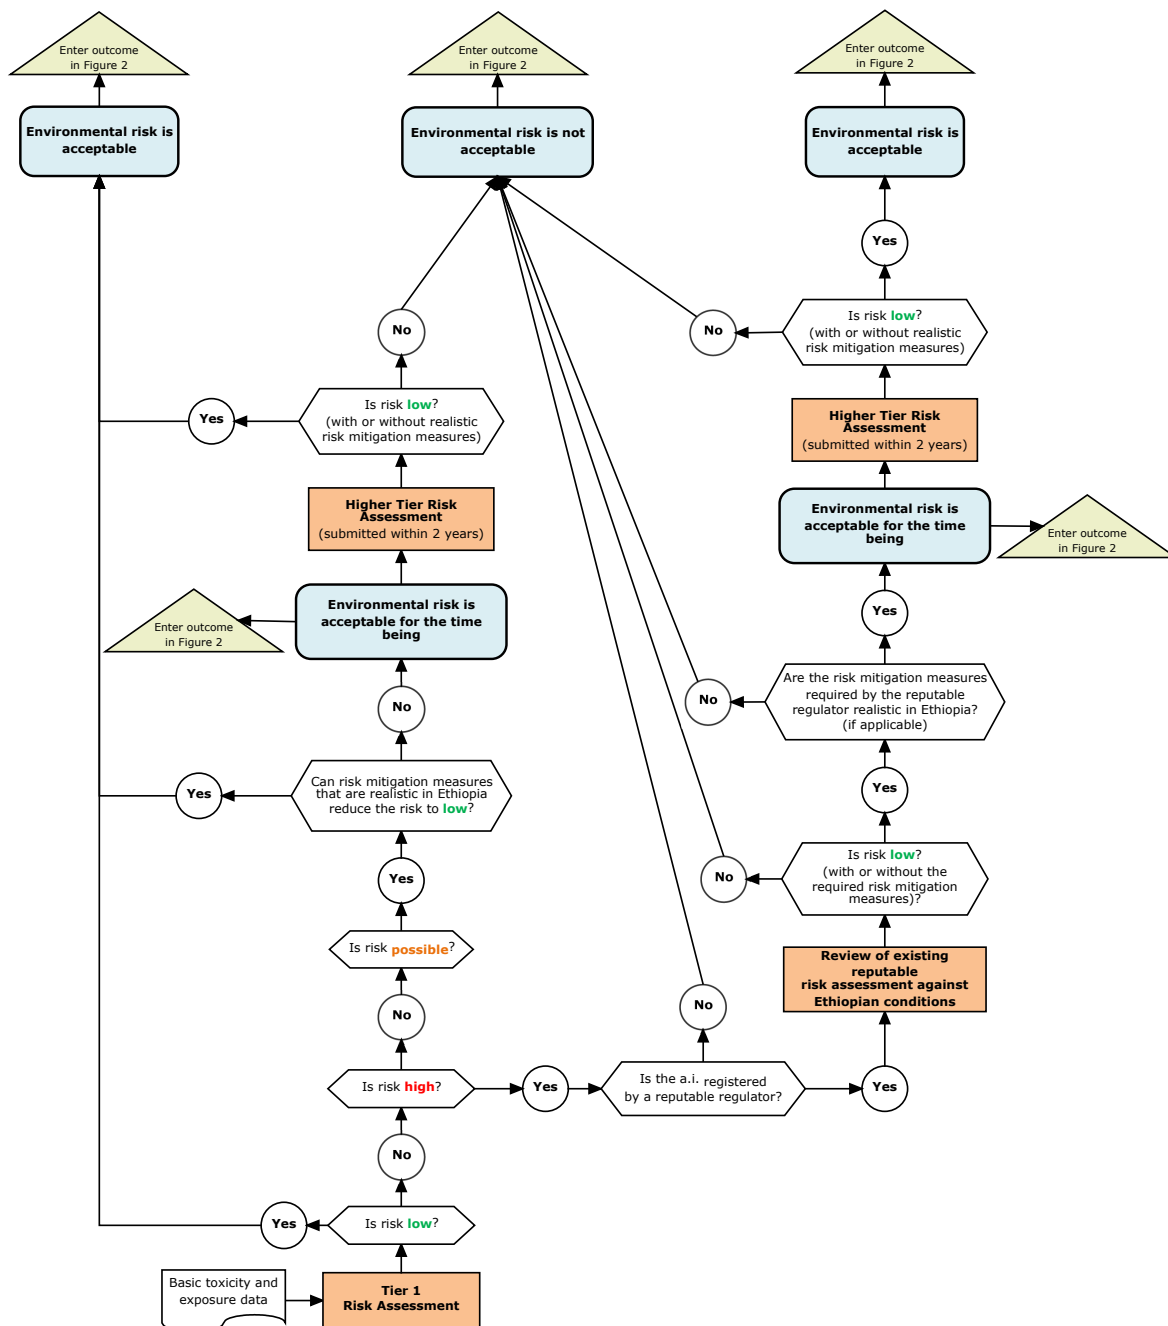 Enter outcome
in Figure 2
Enter outcome
in Figure 2
Enter outcome
in Figure 2
Environmental risk is
acceptable
Environmental risk is not
acceptable
Environmental risk is
acceptable
Yes
No
No
Is risk low?
(with or without realistic
risk mitigation measures)
Yes
Is risk low?
(with or without realistic
risk mitigation measures)
Higher Tier Risk
Assessment
(submitted within 2 years)
Higher Tier Risk
Assessment
(submitted within 2 years)
Environmental risk is
acceptable for the time
being
Enter outcome
in Figure 2
Enter outcome
in Figure 2
Environmental risk is
acceptable for the time
being
Yes
No
No
Are the risk mitigation measures
required by the reputable
regulator realistic in Ethiopia?
(if applicable)
Yes
Can risk mitigation measures
that are realistic in Ethiopia
reduce the risk to low?
Yes
Yes
No
Is risk low?
(with or without the
required risk mitigation
measures)?
Is risk possible?
Review of existing
reputable
risk assessment against
Ethiopian conditions
No
No
Is risk high?
Yes
Is the a.i. registered
by a reputable regulator?
Yes
No
Yes
Is risk low?
Basic toxicity and
exposure data
Tier 1
Risk Assessment